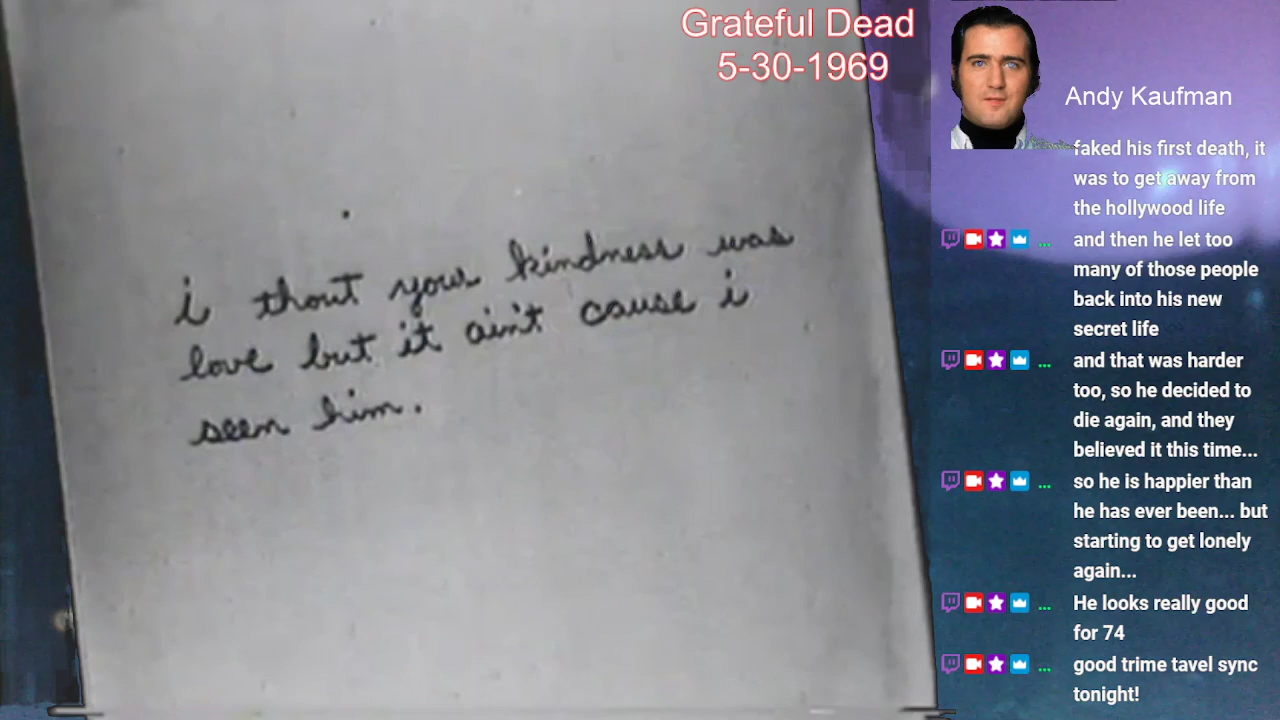 Grateful Dead
5-30-1969
Andy Kaufman
i thout your kindness was
love but it ain't cause i
seen him.
faked his first death, it
was to get away from
the hollywood life
... and then he let too
many of those people
back into his new
secret life
... and that was harder
too, so he decided to
die again, and they
believed it this time...
... so he is happier than
he has ever been... but
starting to get lonely
again...
... He looks really good
for 74
... good trime tavel sync
tonight!